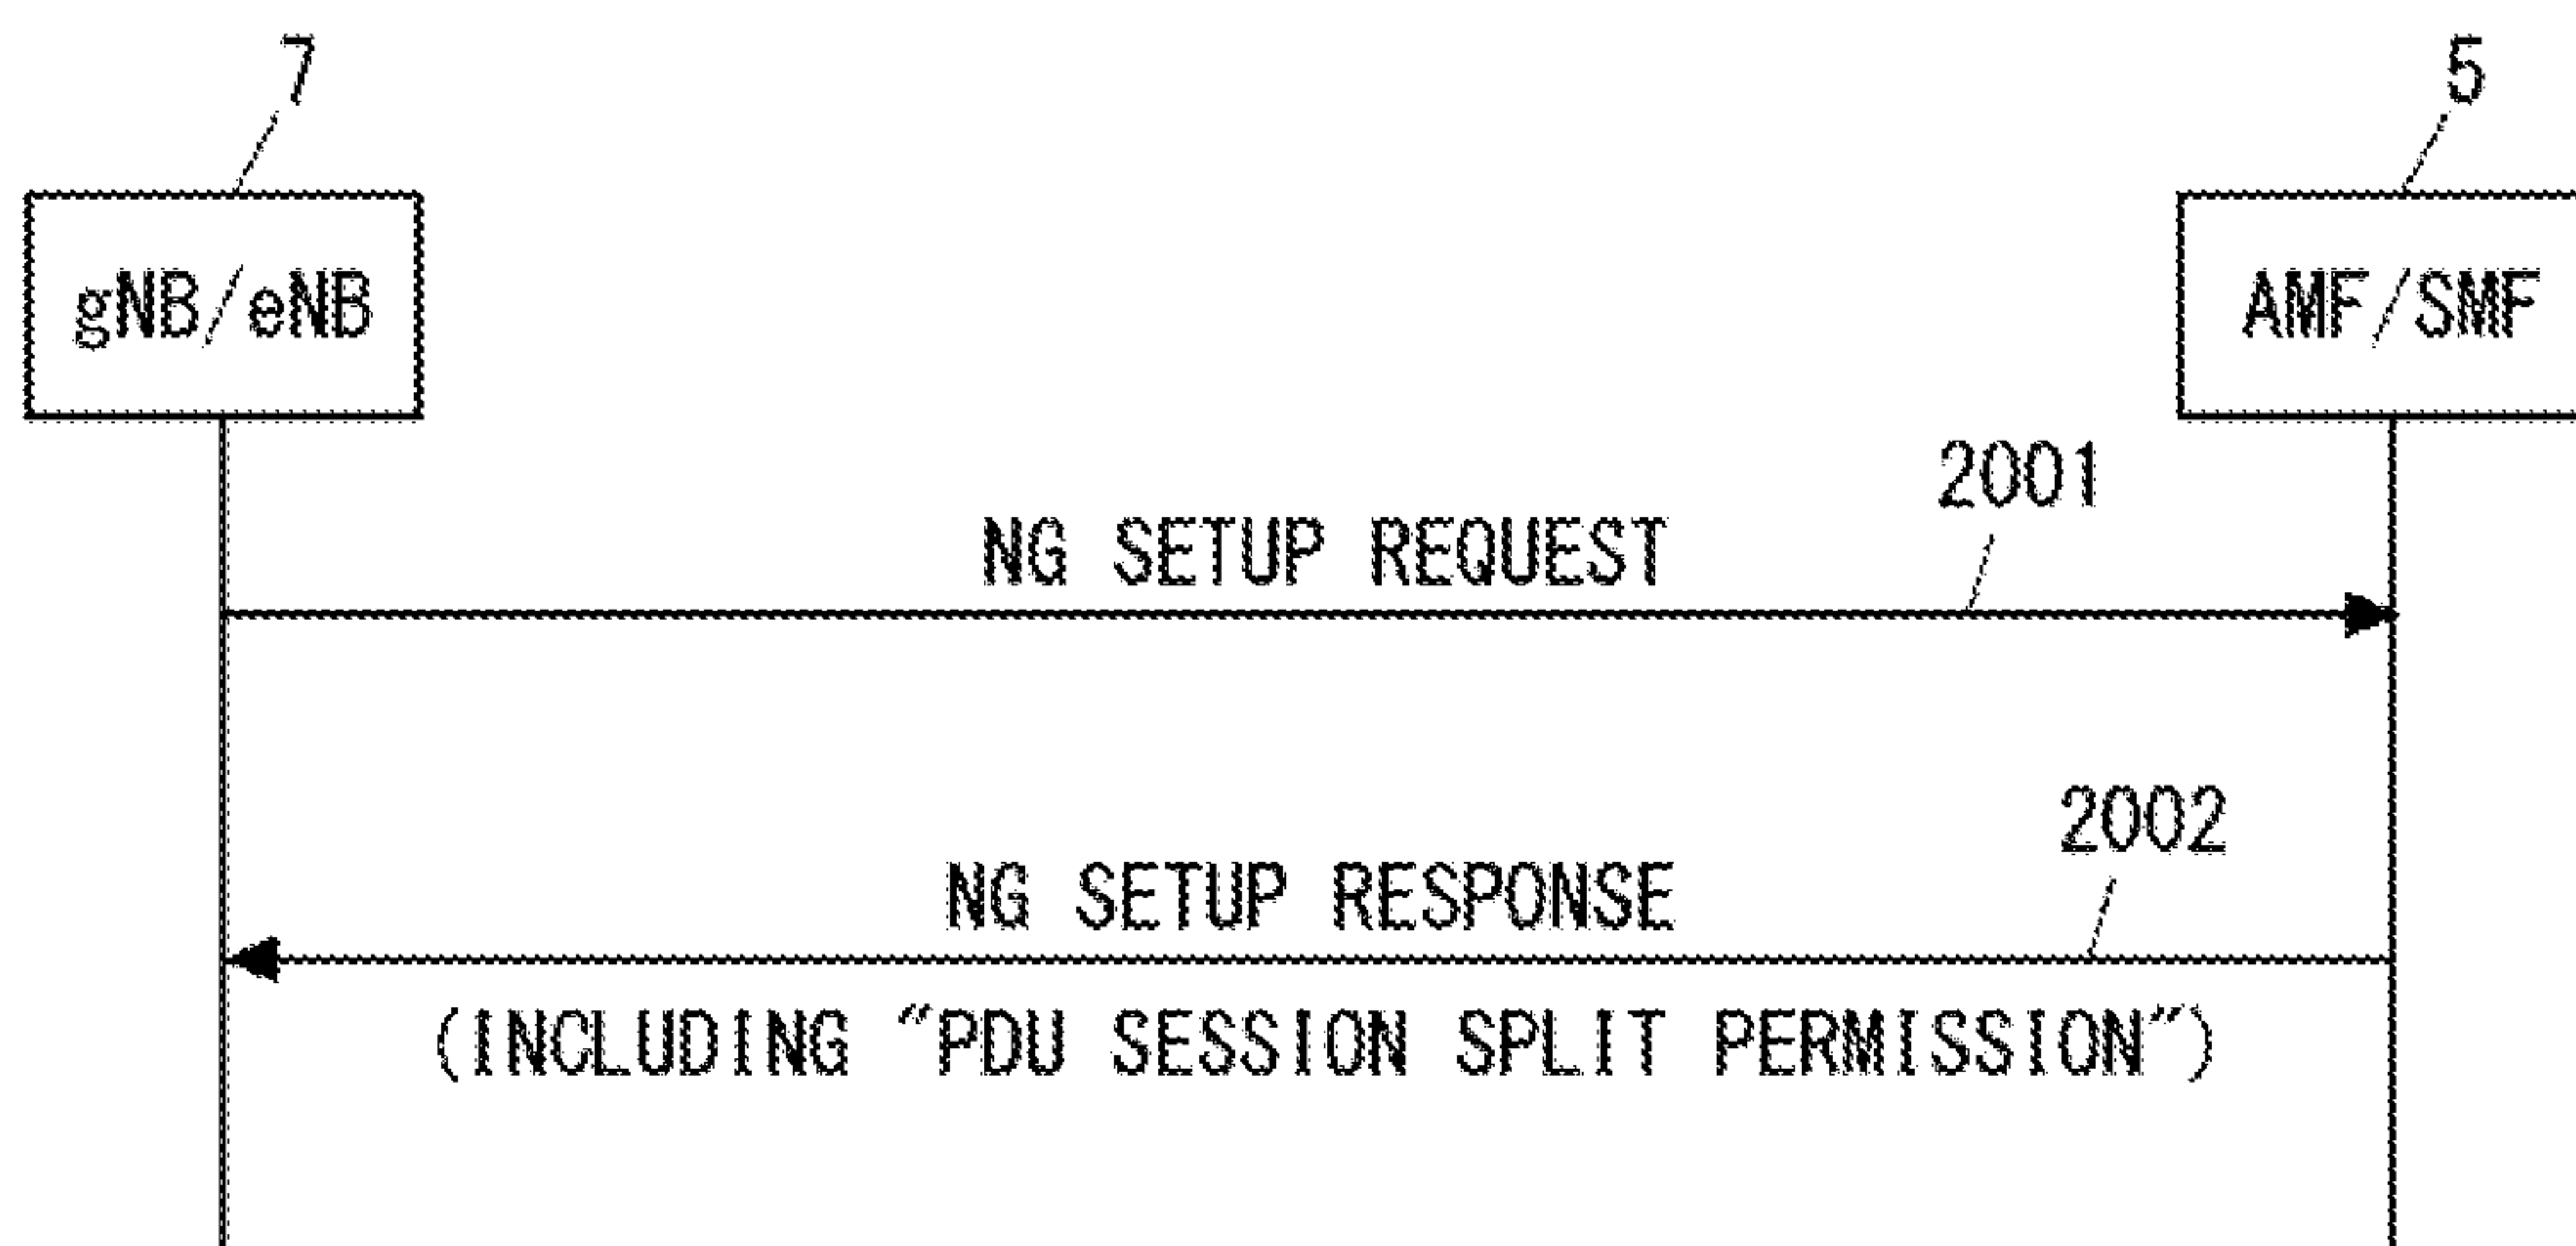 7
5
gNB/eNB
AMF/SMF
2001
NG SETUP REQUEST
2002
NG SETUP RESPONSE
(INCLUDING "PDU SESSION SPLIT PERMISSION")